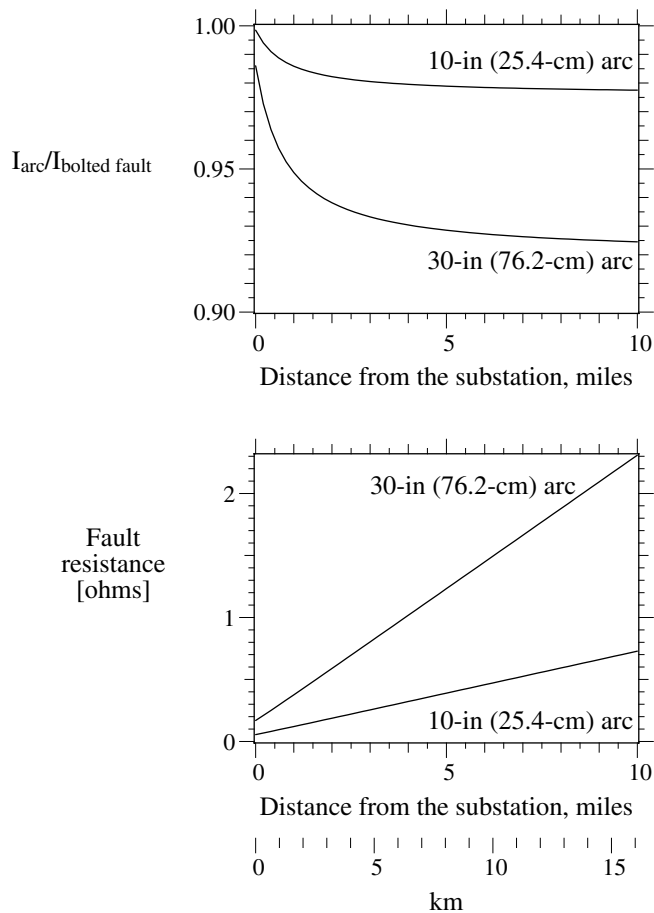 1.00
10-in (25.4-cm) arc
Iarc/Ibolted fault
0.95
30-in (76.2-cm) arc
0.90
0 5 10
Distance from the substation, miles
30-in (76.2-cm) arc
2
Fault
resistance
[ohms]
1
10-in (25.4-cm) arc
0
0 5 10
Distance from the substation, miles
0 5 10 15
km